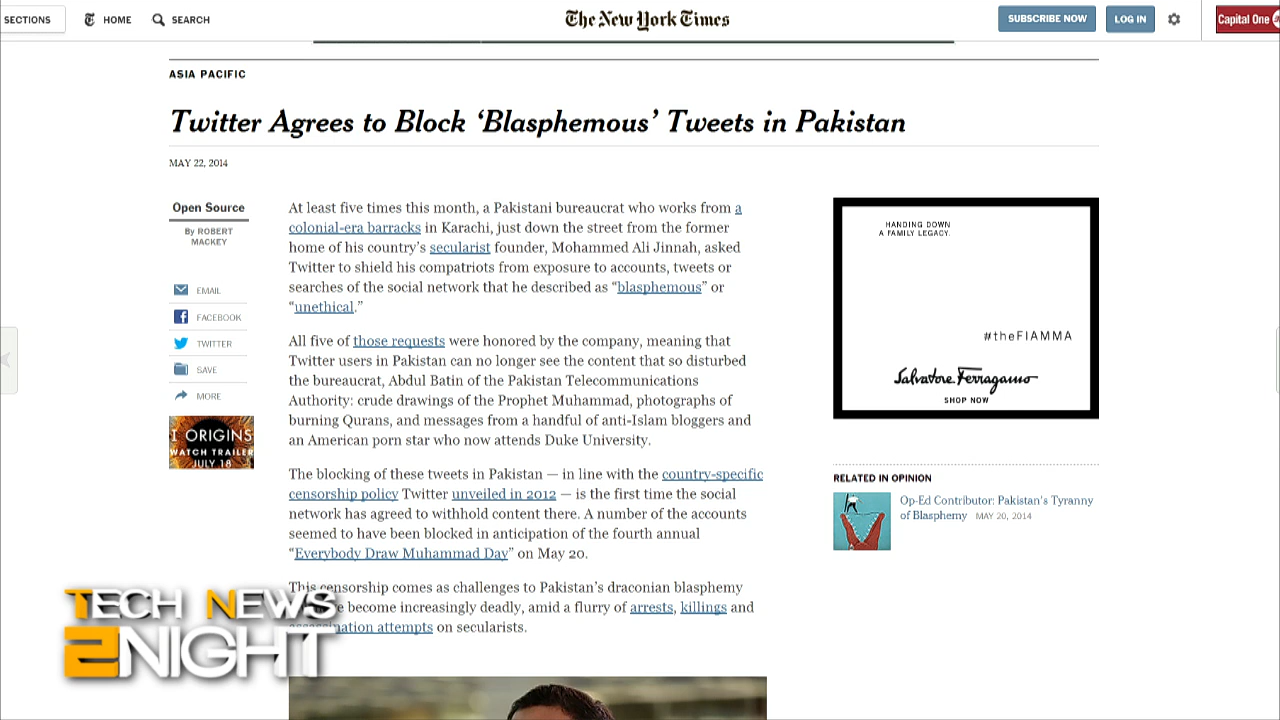 SECTIONS
HOME
SEARCH
The New York Times
SUBSCRIBE NOW
LOG IN
Capital One
ASIA PACIFIC
Twitter Agrees to Block ‘Blasphemous’ Tweets in Pakistan
MAY 22, 2014
Open Source
By ROBERT
MACKEY
EMAIL
FACEBOOK
TWITTER
SAVE
MORE
I ORIGINS
WATCH TRAILER
JULY 18
At least five times this month, a Pakistani bureaucrat who works from a
colonial-era barracks in Karachi, just down the street from the former
home of his country’s secularist founder, Mohammed Ali Jinnah, asked
Twitter to shield his compatriots from exposure to accounts, tweets or
searches of the social network that he described as “blasphemous” or
“unethical.”
All five of those requests were honored by the company, meaning that
Twitter users in Pakistan can no longer see the content that so disturbed
the bureaucrat, Abdul Batin of the Pakistan Telecommunications
Authority: crude drawings of the Prophet Muhammad, photographs of
burning Qurans, and messages from a handful of anti-Islam bloggers and
an American porn star who now attends Duke University.
The blocking of these tweets in Pakistan — in line with the country-specific
censorship policy Twitter unveiled in 2012 — is the first time the social
network has agreed to withhold content there. A number of the accounts
seemed to have been blocked in anticipation of the fourth annual
“Everybody Draw Muhammad Day” on May 20.
This censorship comes as challenges to Pakistan’s draconian blasphemy
become increasingly deadly, amid a flurry of arrests, killings and
assassination attempts on secularists.
HANDING DOWN
A FAMILY LEGACY.
#theFIAMMA
Salvatore Ferragamo
SHOP NOW
RELATED IN OPINION
Op-Ed Contributor: Pakistan’s Tyranny
of Blasphemy MAY 20, 2014
TECH NEWS
2NIGHT